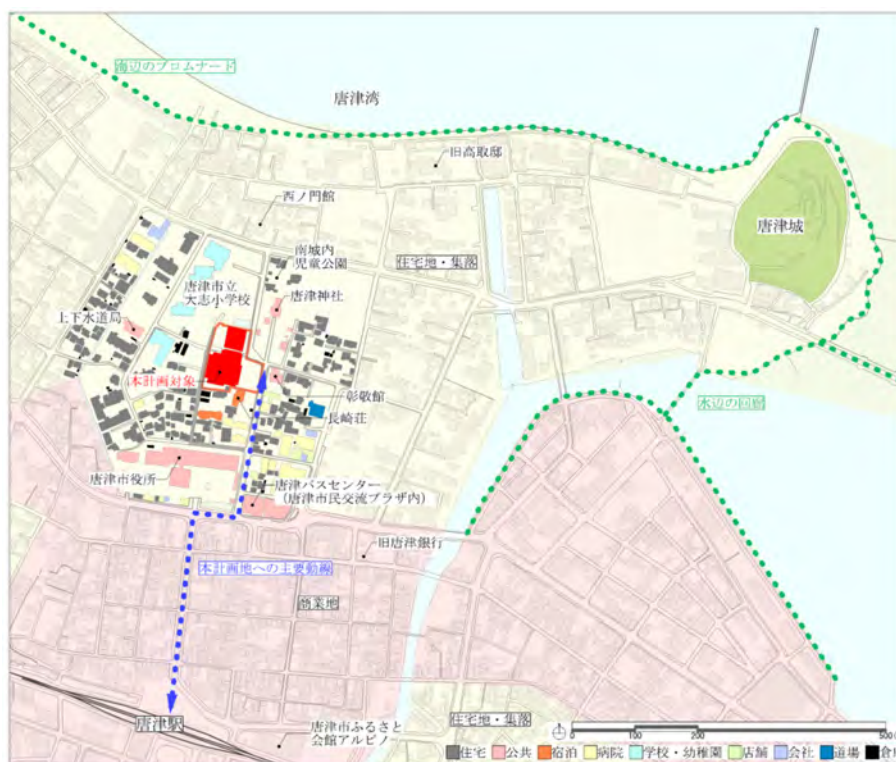 海辺のプロムナード
唐津湾
旧高取邸
西ノ門館
唐津城
南城内
児童公園
住宅地・集落
唐津市立
大志小学校
唐津神社
上下水道局
本計画対象
彰敬館
水辺の回廊
長崎荘
唐津市役所
唐津バスセンター
(唐津市民交流プラザ内)
旧唐津銀行
本計画地への主要動線
商業地
唐津駅
唐津市ふるさと
会館アルピノ
住宅地・集落
0 100 200 500
住宅 公共 宿泊 病院 学校・幼稚園 店舗 会社 道場